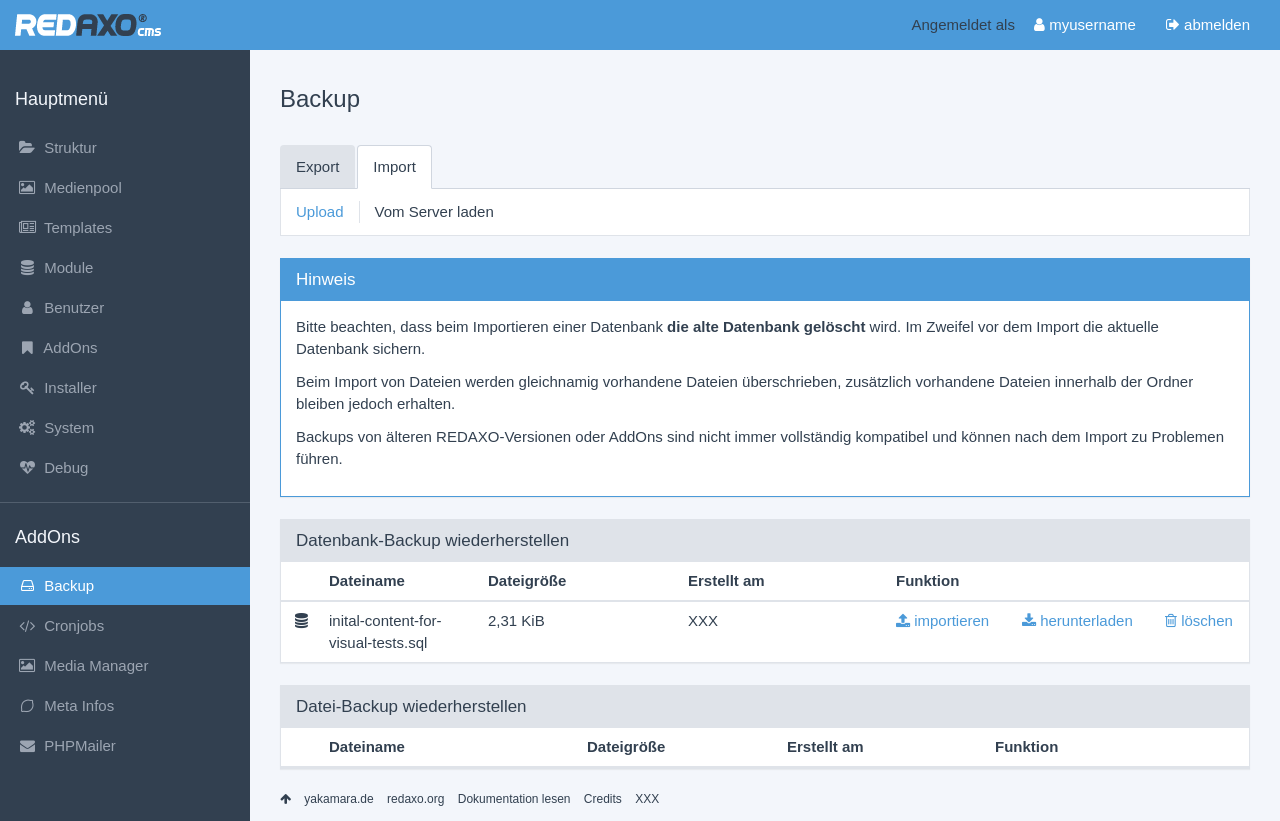 REDAXO® cms
Angemeldet als myusername abmelden
Hauptmenü
Struktur
Medienpool
Templates
Module
Benutzer
AddOns
Installer
System
Debug
AddOns
Backup
Cronjobs
Media Manager
Meta Infos
PHPMailer
Backup
Export Import
Upload Vom Server laden
Hinweis
Bitte beachten, dass beim Importieren einer Datenbank die alte Datenbank gelöscht wird. Im Zweifel vor dem Import die aktuelle
Datenbank sichern.
Beim Import von Dateien werden gleichnamig vorhandene Dateien überschrieben, zusätzlich vorhandene Dateien innerhalb der Ordner
bleiben jedoch erhalten.
Backups von älteren REDAXO-Versionen oder AddOns sind nicht immer vollständig kompatibel und können nach dem Import zu Problemen
führen.
Datenbank-Backup wiederherstellen
Dateiname Dateigröße Erstellt am Funktion
inital-content-for- 2,31 KiB XXX importieren herunterladen löschen
visual-tests.sql
Datei-Backup wiederherstellen
Dateiname Dateigröße Erstellt am Funktion
yakamara.de redaxo.org Dokumentation lesen Credits XXX